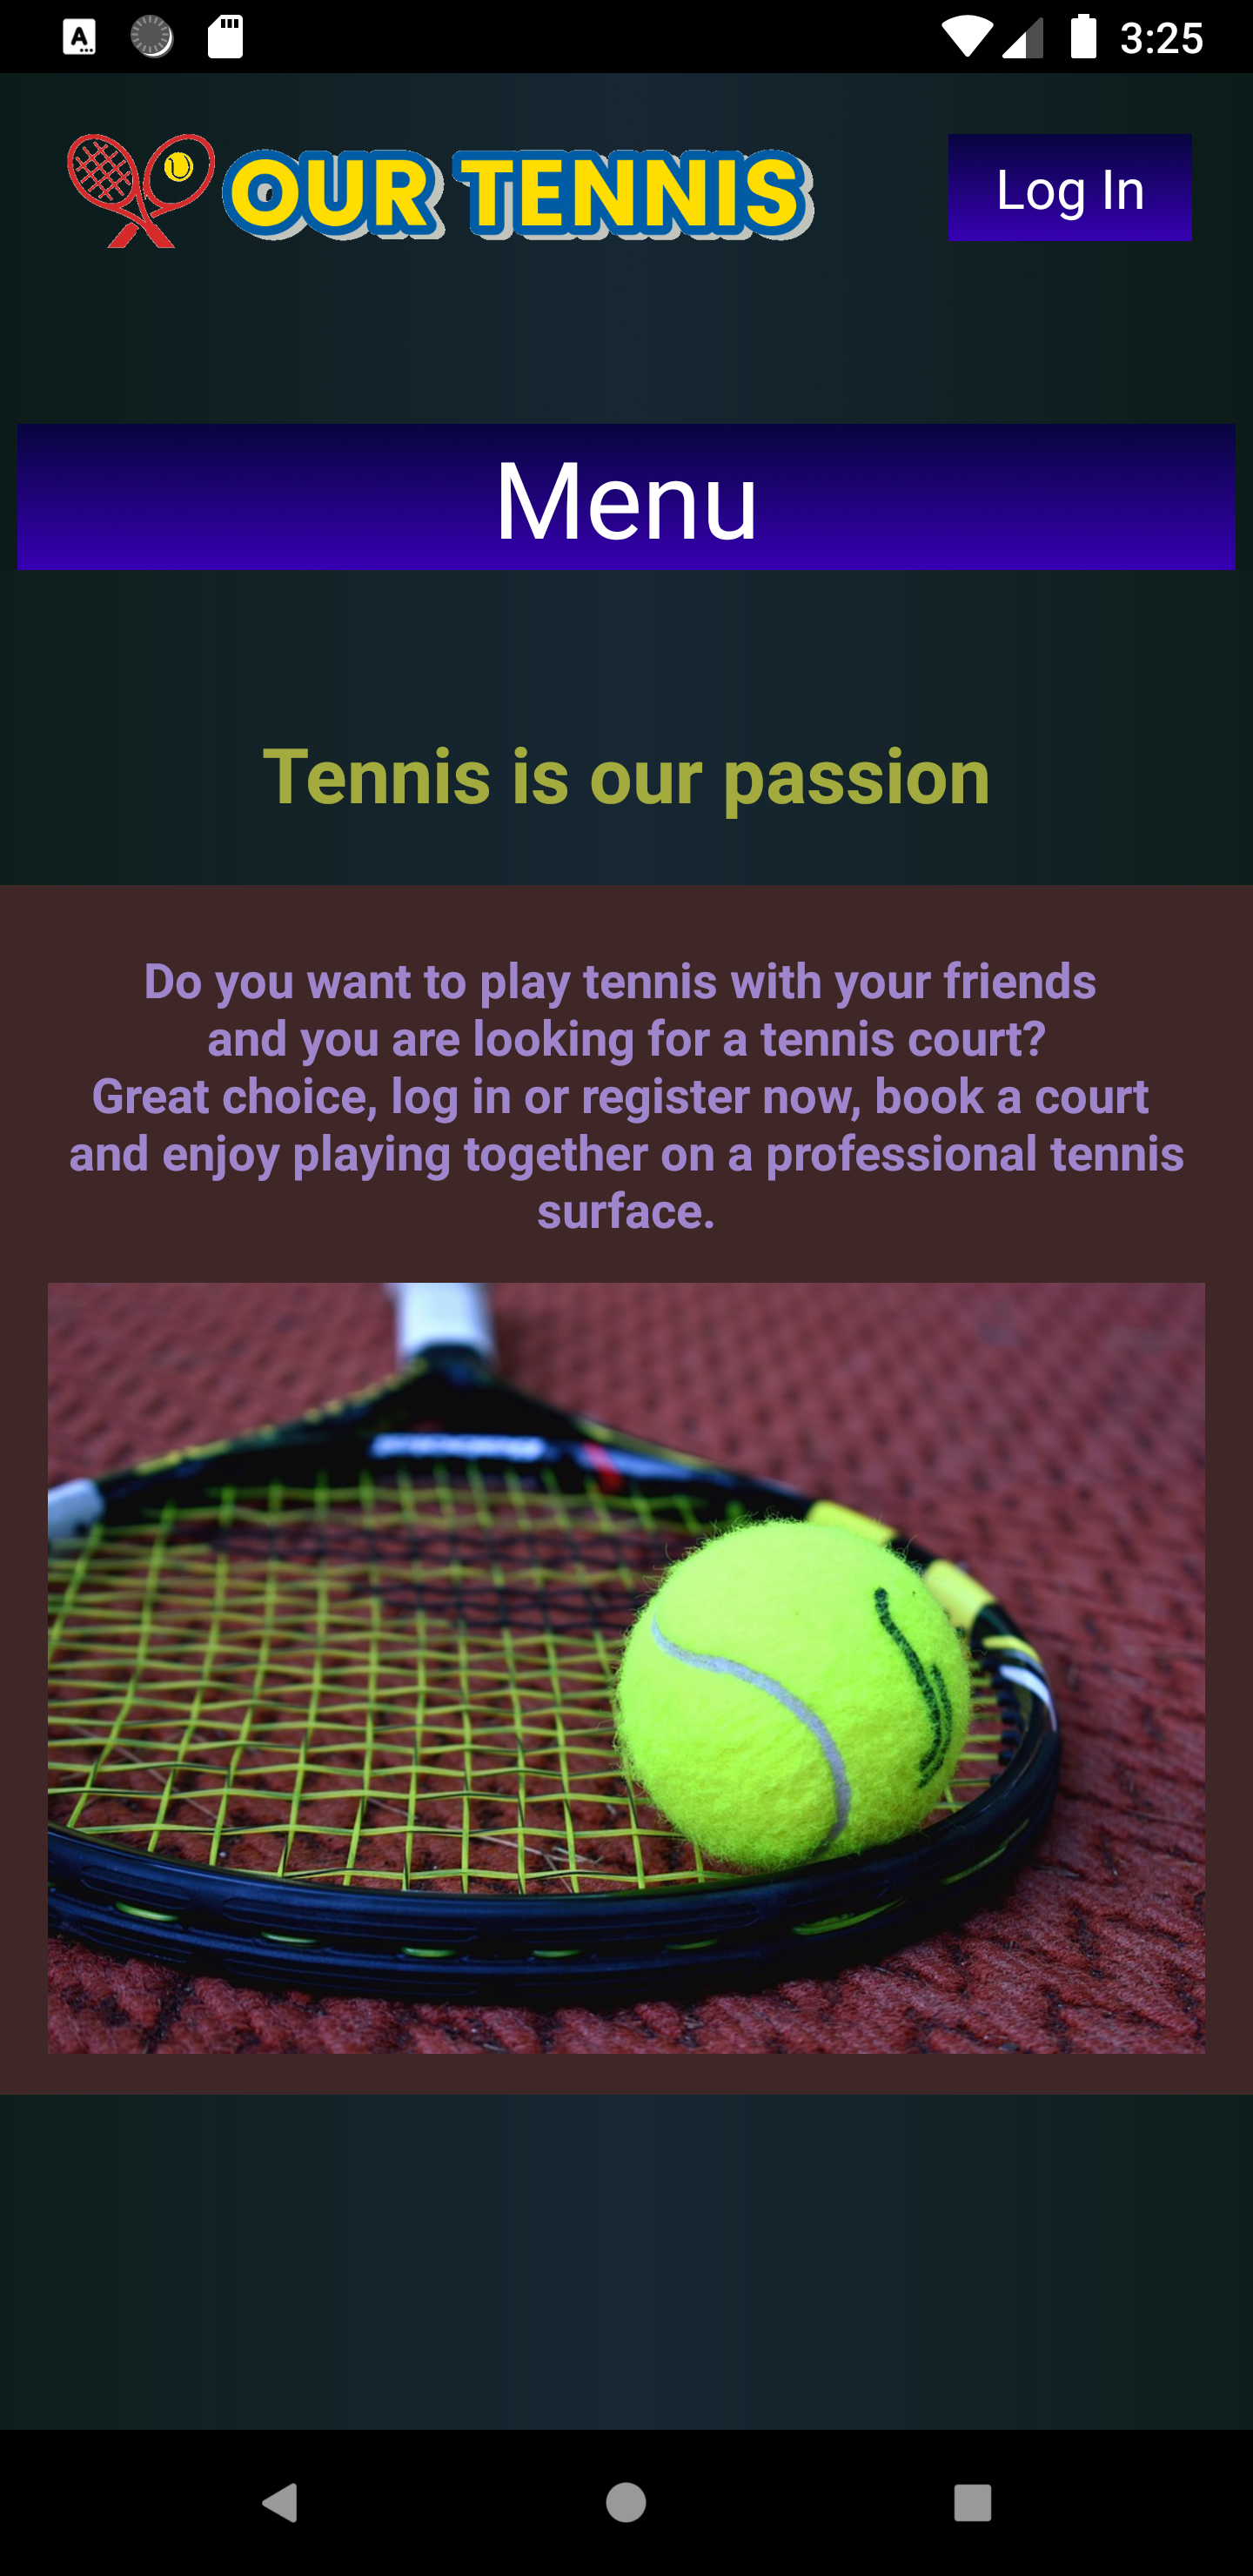 3:25
OUR TENNIS
Log In
Menu
Tennis is our passion
Do you want to play tennis with your friends
and you are looking for a tennis court?
Great choice, log in or register now, book a court
and enjoy playing together on a professional tennis
surface.